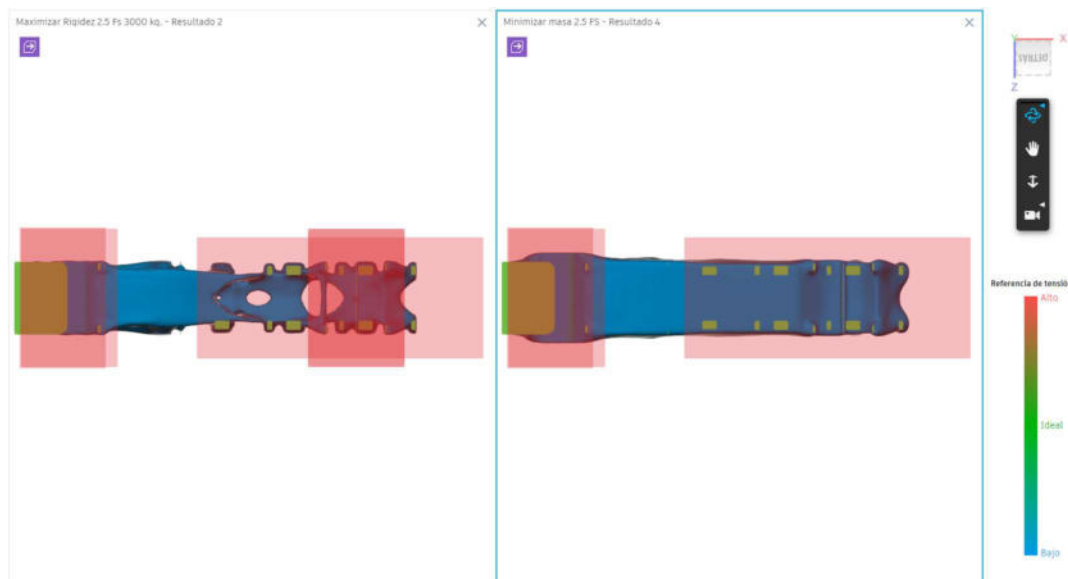 Maximizar Rigidez 2.5 Fs 3000 kg. - Resultado 2
Minimizar masa 2.5 FS - Resultado 4
X
DETRÁS
Z
Referencia de tensió
Alto
Ideal
Bajo